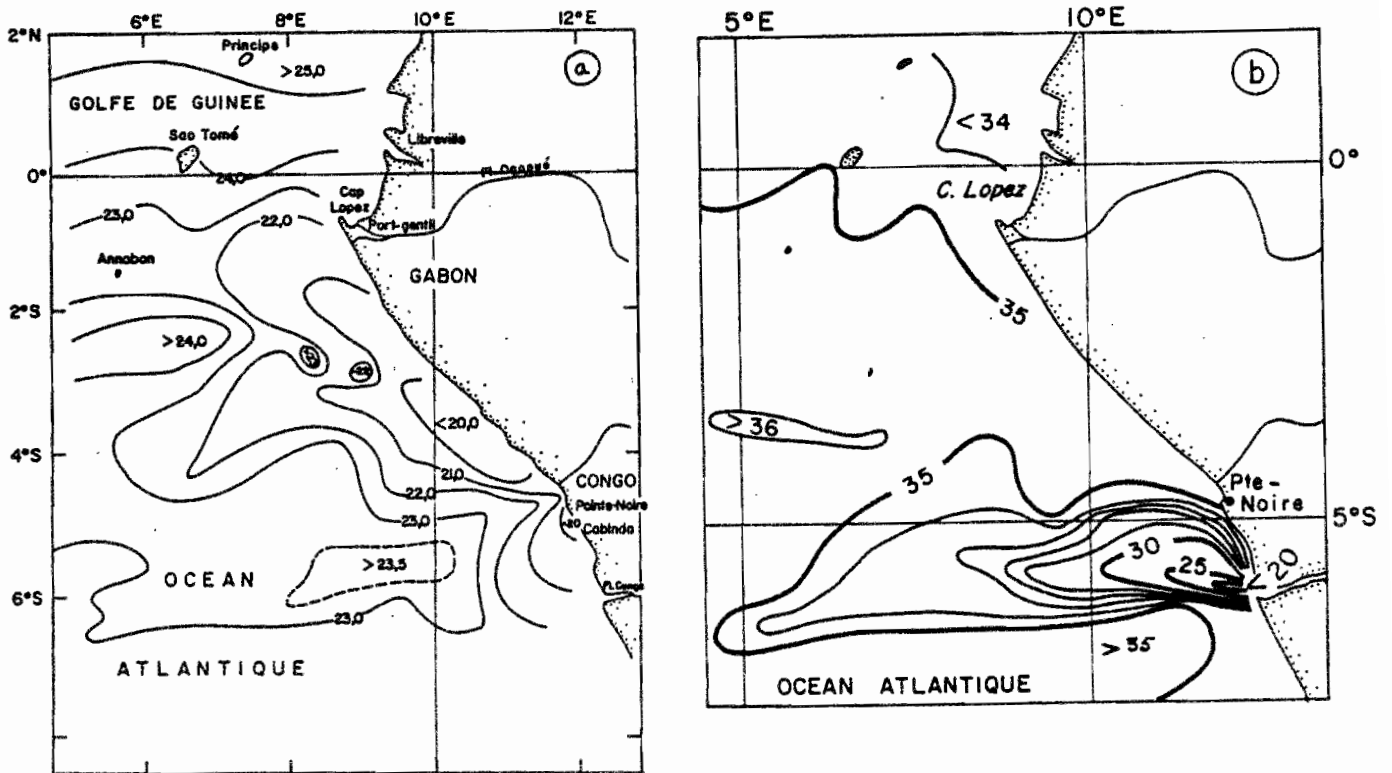 6°E 8°E 10°E 12°E
2°N
Principe
>25,0
a
GOLFE DE GUINEE
Sao Tomé
Libreville
0°
24,0
Cap
Lopez
23,0
22,0
Port-gentil
Annobon
GABON
2°S
>24,0
<20,0
4°S
21,0
CONGO
22,0
Pointe-Noire
23,0
Cabinda
>23,5
OCEAN
Fl. Congo
6°S
23,0
ATLANTIQUE
5°E 10°E
b
<34
0°
C. Lopez
35
>36
35
Pte-
Noire
5°S
30
25
<20
>35
OCEAN ATLANTIQUE